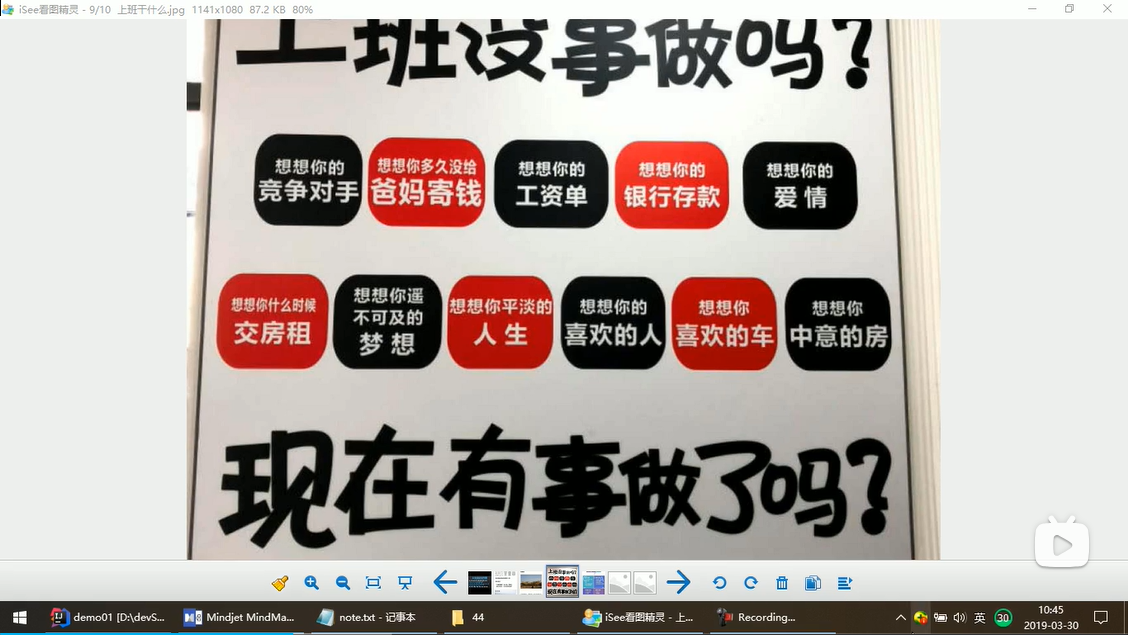 iSee看图精灵 - 9/10 上班干什么.jpg 1141x1080 87.2 KB 80%
上班没事做吗?
想想你的
竞争对手
想想你多久没给
爸妈寄钱
想想你的
工资单
想想你的
银行存款
想想你的
爱情
想想你什么时候
交房租
想想你遥
不可及的
梦想
想想你平淡的
人生
想想你的
喜欢的人
想想你
喜欢的车
想想你
中意的房
现在有事做了吗?
demo01 [D:\devS...
Mindjet MindMa...
note.txt - 记事本
44
iSee看图精灵 - 上...
Recording...
英
30
10:45
2019-03-30